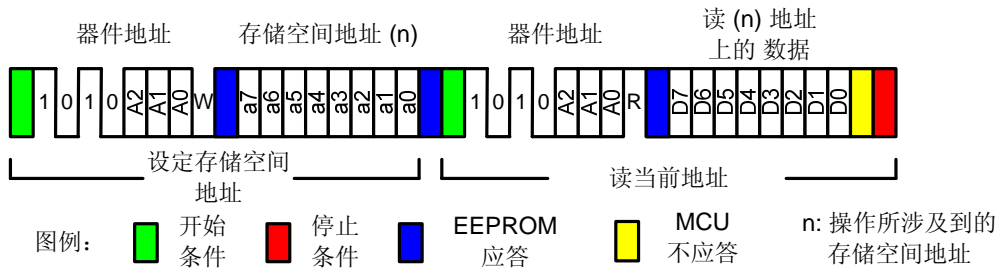 器件地址 存储空间地址 (n) 器件地址 读 (n) 地址
上的 数据
1 0 1 0 A2 A1 A0 W a7 a6 a5 a4 a3 a2 a1 a0 1 0 1 0 A2 A1 A0 R D7 D6 D5 D4 D3 D2 D1 D0
设定存储空间
地址
读当前地址
图例：
开始
条件
停止
条件
EEPROM
应答
MCU
不应答
n: 操作所涉及到的
存储空间地址